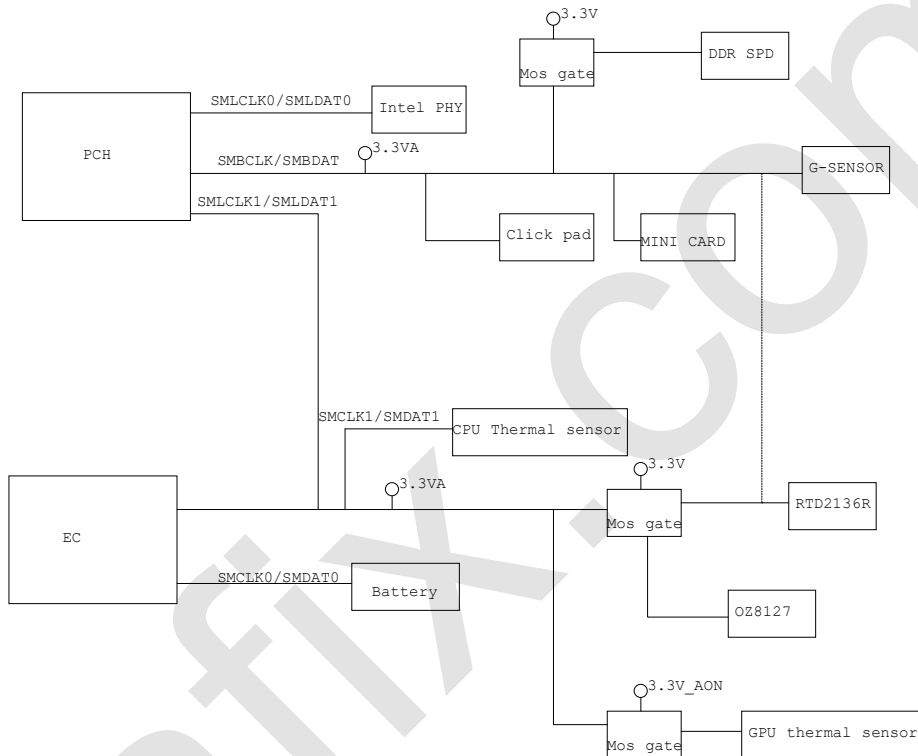 3.3V
Mos gate
DDR SPD
SMLCLK0/SMLDAT0
Intel PHY
PCH
3.3VA
SMBCLK/SMBDAT
G-SENSOR
SMLCLK1/SMLDAT1
Click pad
MINI CARD
SMCLK1/SMDAT1
CPU Thermal sensor
3.3V
3.3VA
RTD2136R
Mos gate
EC
SMCLK0/SMDAT0
Battery
OZ8127
3.3V_AON
GPU thermal sensor
Mos gate